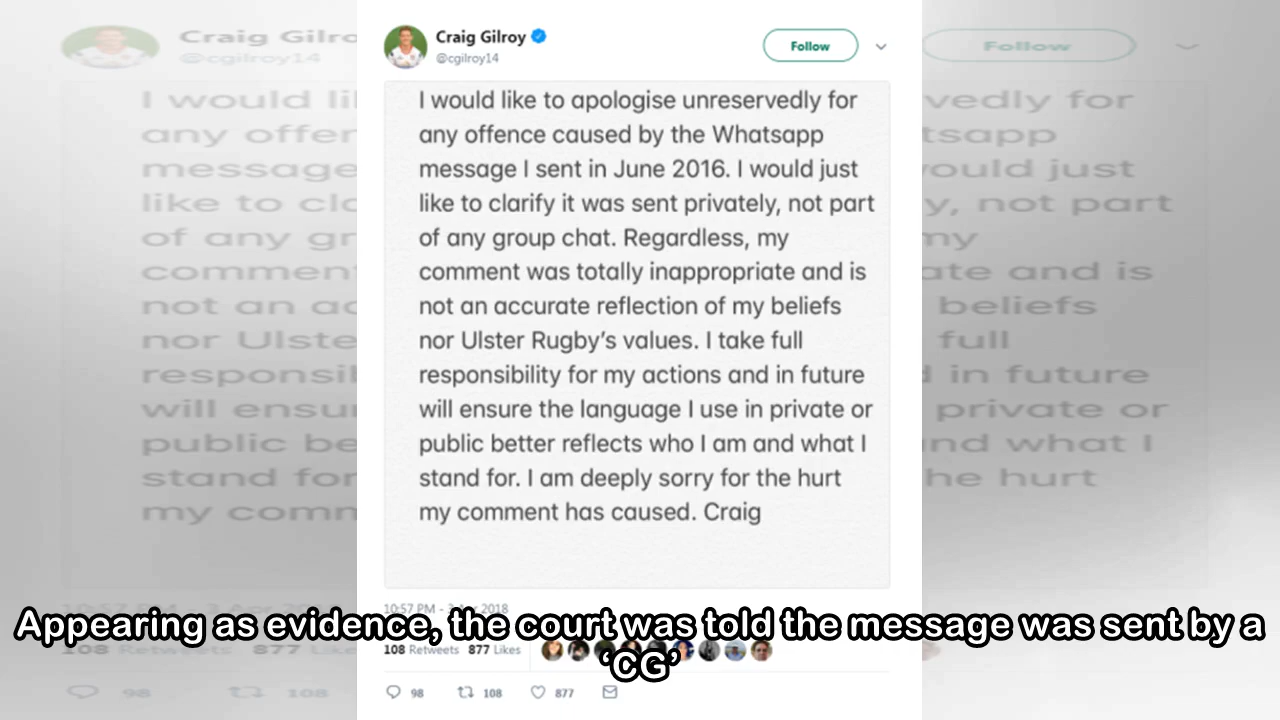 Craig Gilroy
@cgilroy14
Follow
I would like to apologise unreservedly for
any offence caused by the Whatsapp
message I sent in June 2016. I would just
like to clarify it was sent privately, not part
of any group chat. Regardless, my
comment was totally inappropriate and is
not an accurate reflection of my beliefs
nor Ulster Rugby's values. I take full
responsibility for my actions and in future
will ensure the language I use in private or
public better reflects who I am and what I
stand for. I am deeply sorry for the hurt
my comment has caused. Craig
10:57 PM - 2018
Appearing as evidence, the court was told the message was sent by a
‘CG’
108 Retweets 877 Likes
98 108 877